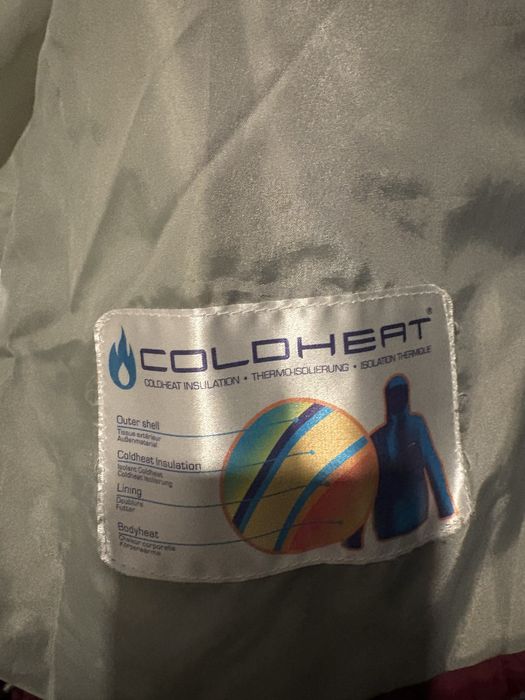 COLDHEAT®
COLDHEAT INSULATION • THERMO-ISOLIERUNG • ISOLATION THERMIQUE
Outer shell
Tissue extérieur
Außenmaterial
Coldheat Insulation
Isolant Coldheat
Coldheat Isolierung
Lining
Doublure
Futter
Bodyheat
Chaleur corporelle
Körperwärme